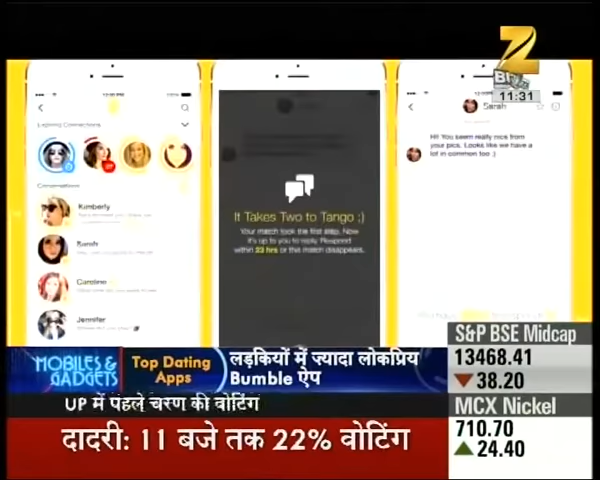 11:31
Expiring Connections
Conversations
Kimberly
Sarah
Caroline
Jennifer
It Takes Two to Tango ;)
Your match took the first step. Now
it's up to you to reply. Respond
within 23 hrs or the match disappears.
Sarah
Hi! You seem really nice from
your pics. Looks like we have a
lot in common too :)
MOBILES &
GADGETS
Top Dating
Apps
लड़कियों में ज्यादा लोकप्रिय
Bumble ऐप
UP में पहले चरण की वोटिंग
दादरी: 11 बजे तक 22% वोटिंग
S&P BSE Midcap
13468.41
38.20
MCX Nickel
710.70
24.40